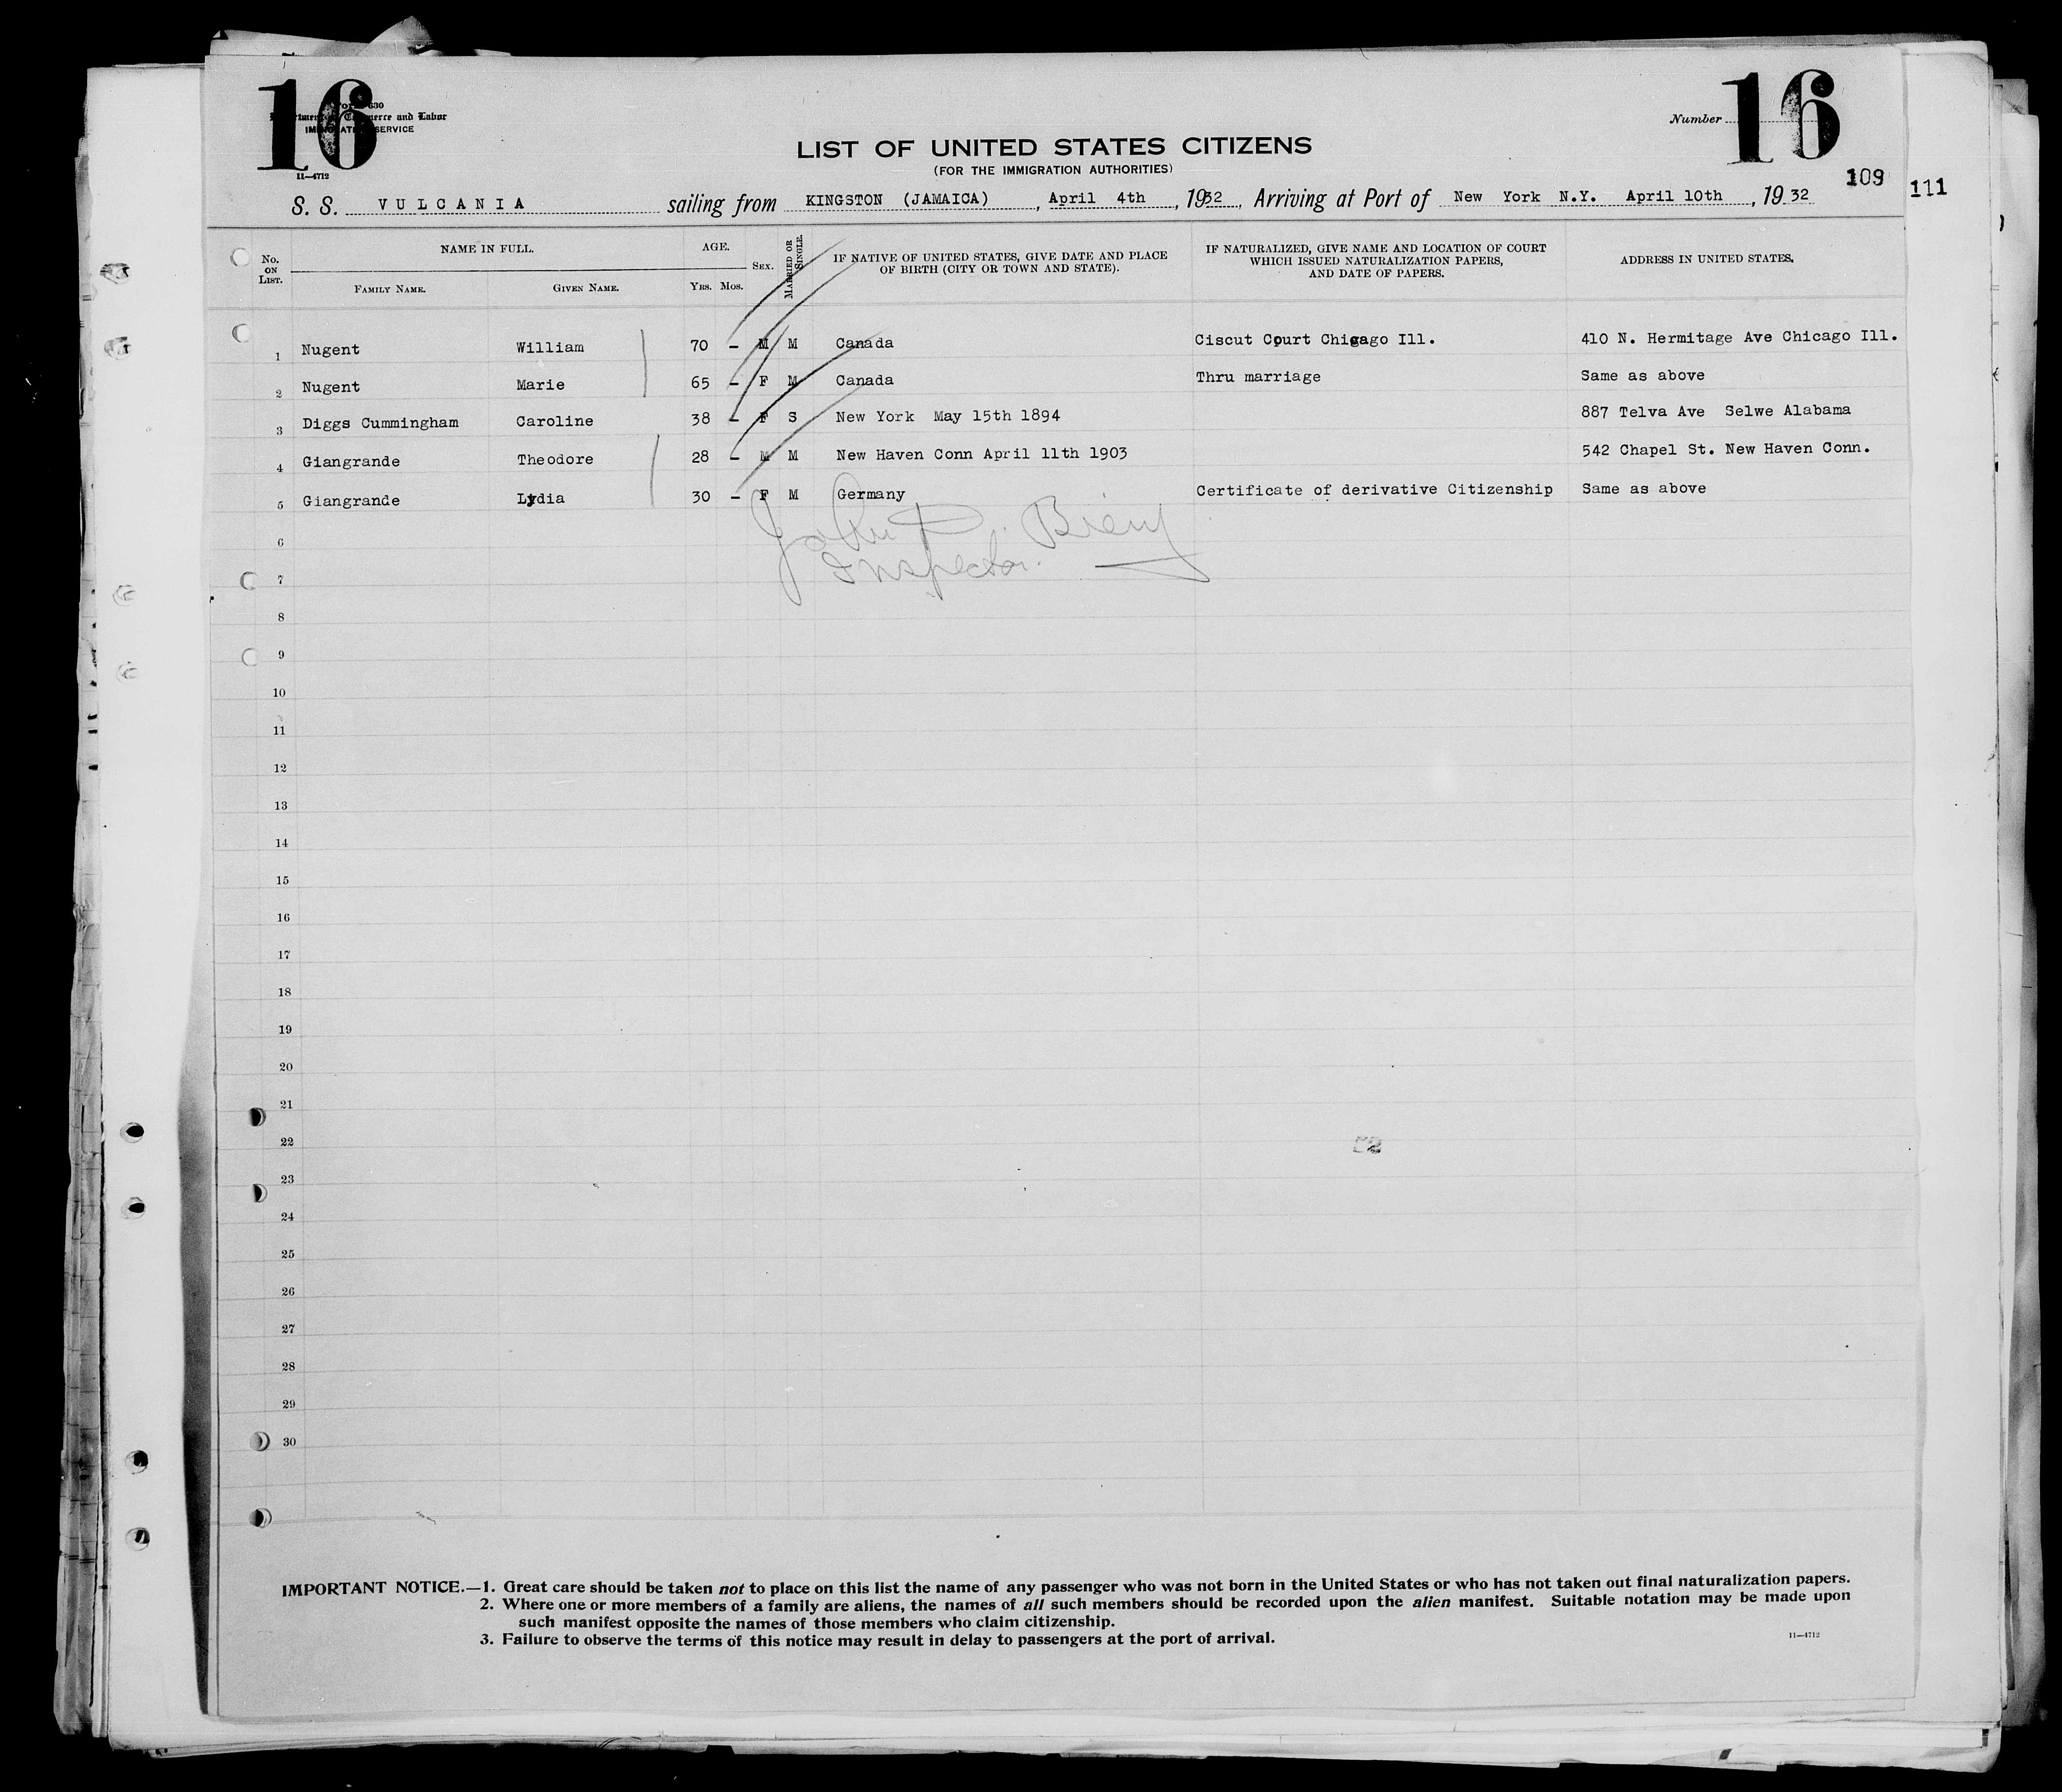 16
Form 630
Department of Commerce and Labor
IMMIGRATION SERVICE
11—4712
Number 16
LIST OF UNITED STATES CITIZENS
(FOR THE IMMIGRATION AUTHORITIES)
109 111
S. S. VULCANIA sailing from KINGSTON (JAMAICA), April 4th, 1932, Arriving at Port of New York N.Y. April 10th, 1932
No. ON LIST. NAME IN FULL. AGE. SEX. MARRIED OR SINGLE. IF NATIVE OF UNITED STATES, GIVE DATE AND PLACE OF BIRTH (CITY OR TOWN AND STATE). IF NATURALIZED, GIVE NAME AND LOCATION OF COURT WHICH ISSUED NATURALIZATION PAPERS, AND DATE OF PAPERS. ADDRESS IN UNITED STATES.
FAMILY NAME. GIVEN NAME. YRS. MOS.
1 Nugent William 70 – M M Canada Ciscut Court Chicago Ill. 410 N. Hermitage Ave Chicago Ill.
2 Nugent Marie 65 – F M Canada Thru marriage Same as above
3 Diggs Cummingham Caroline 38 – F S New York May 15th 1894 887 Telva Ave Selwe Alabama
4 Giangrande Theodore 28 – M M New Haven Conn April 11th 1903 542 Chapel St. New Haven Conn.
5 Giangrande Lydia 30 – F M Germany Certificate of derivative Citizenship Same as above
6
John
Inspector.
7
8
9
10
11
12
13
14
15
16
17
18
19
20
21
22
23
24
25
26
27
28
29
30
IMPORTANT NOTICE.—1. Great care should be taken not to place on this list the name of any passenger who was not born in the United States or who has not taken out final naturalization papers.
2. Where one or more members of a family are aliens, the names of all such members should be recorded upon the alien manifest. Suitable notation may be made upon
such manifest opposite the names of those members who claim citizenship.
3. Failure to observe the terms of this notice may result in delay to passengers at the port of arrival.
11—4712